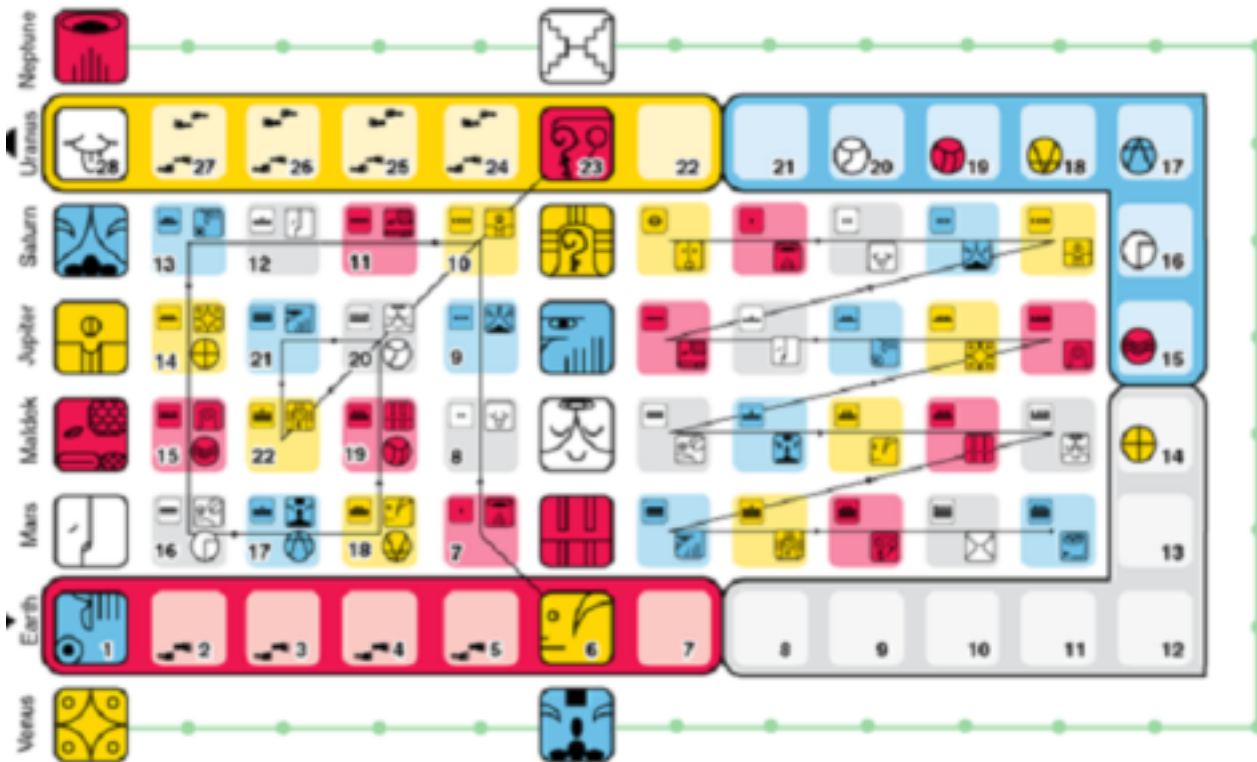 Neptune
Uranus 28 27 26 25 24 23 22 21 20 19 18 17
Saturn 13 12 11 10 16
Jupiter 14 21 20 9 15
Maldek 15 22 19 8 14
Mars 16 17 18 7 13
Earth 1 2 3 4 5 6 7 8 9 10 11 12
Venus